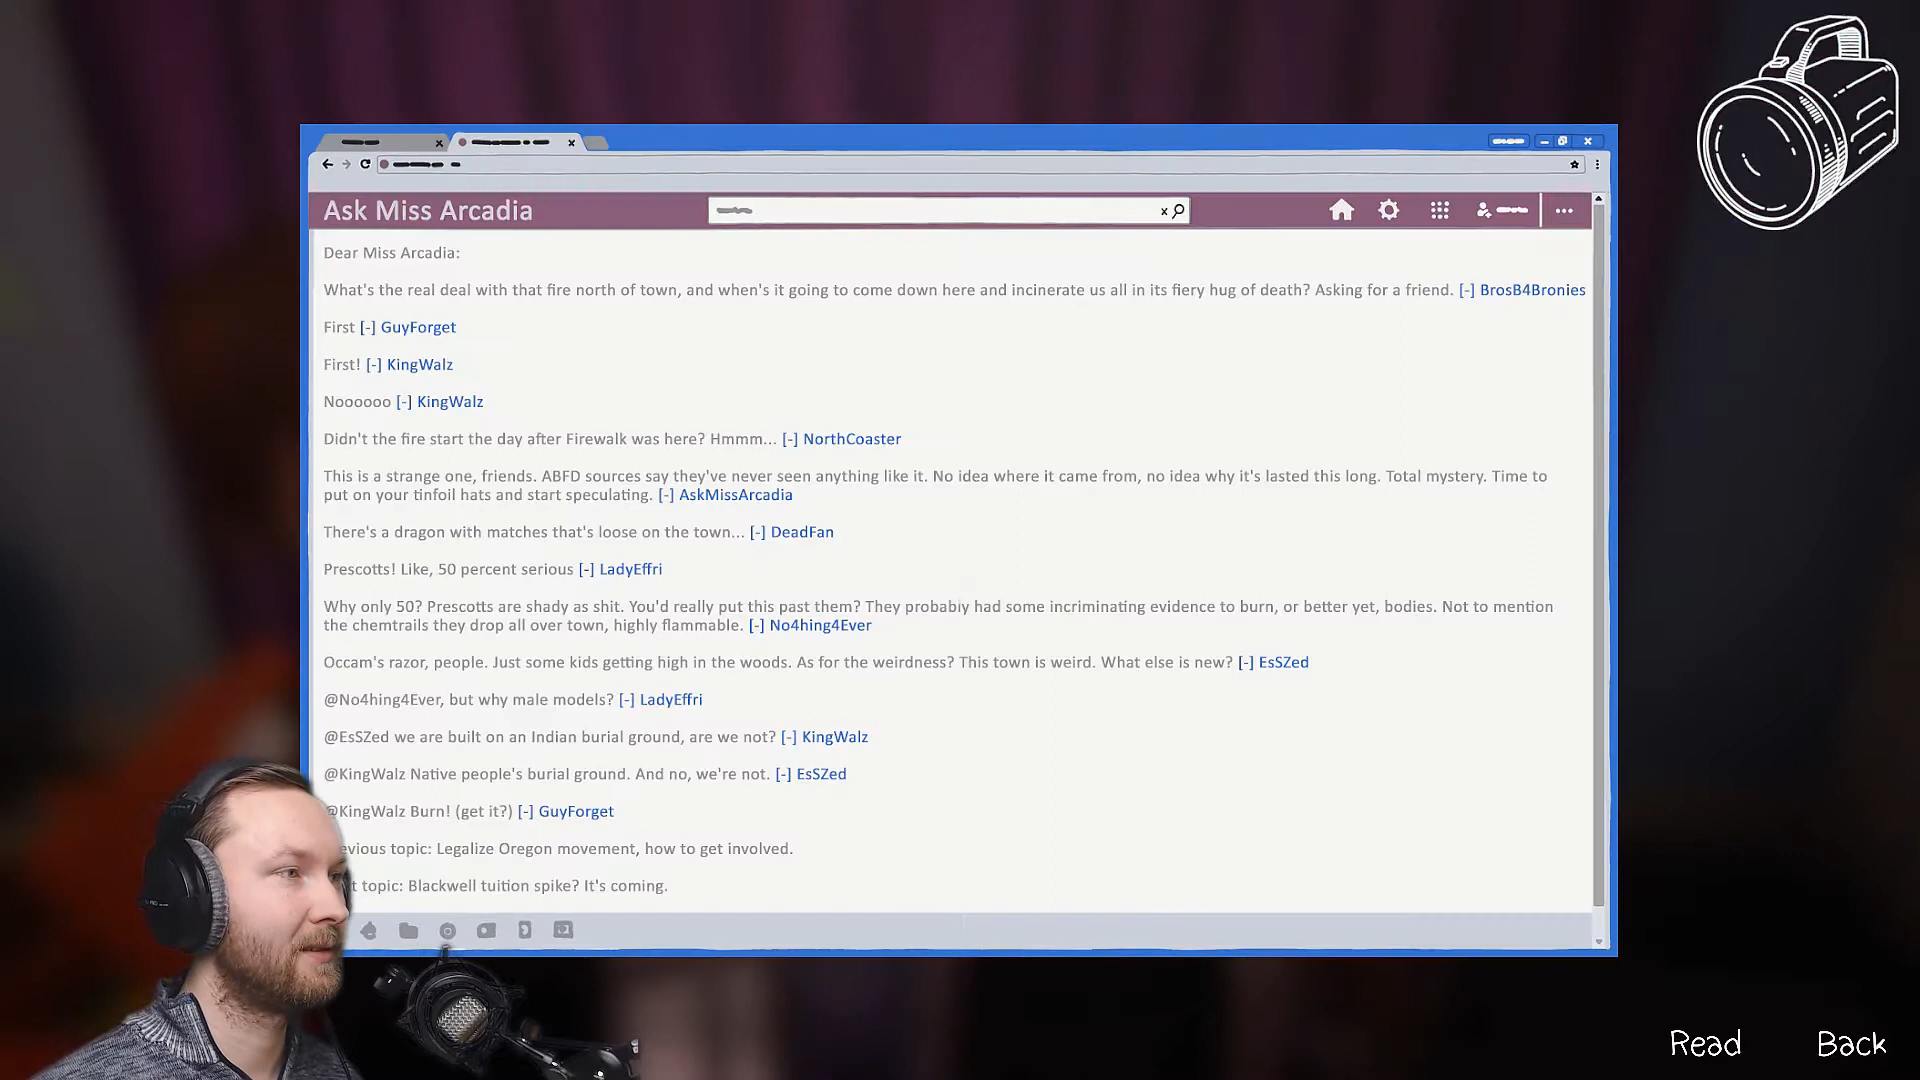 Ask Miss Arcadia
Dear Miss Arcadia:
What's the real deal with that fire north of town, and when's it going to come down here and incinerate us all in its fiery hug of death? Asking for a friend. [-] BrosB4Bronies
First [-] GuyForget
First! [-] KingWalz
Noooooo [-] KingWalz
Didn't the fire start the day after Firewalk was here? Hmmm... [-] NorthCoaster
This is a strange one, friends. ABFD sources say they've never seen anything like it. No idea where it came from, no idea why it's lasted this long. Total mystery. Time to
put on your tinfoil hats and start speculating. [-] AskMissArcadia
There's a dragon with matches that's loose on the town... [-] DeadFan
Prescotts! Like, 50 percent serious [-] LadyEffri
Why only 50? Prescotts are shady as shit. You'd really put this past them? They probably had some incriminating evidence to burn, or better yet, bodies. Not to mention
the chemtrails they drop all over town, highly flammable. [-] No4hing4Ever
Occam's razor, people. Just some kids getting high in the woods. As for the weirdness? This town is weird. What else is new? [-] EsSZed
@No4hing4Ever, but why male models? [-] LadyEffri
@EsSZed we are built on an Indian burial ground, are we not? [-] KingWalz
@KingWalz Native people's burial ground. And no, we're not. [-] EsSZed
@KingWalz Burn! (get it?) [-] GuyForget
evious topic: Legalize Oregon movement, how to get involved.
t topic: Blackwell tuition spike? It's coming.
Read Back